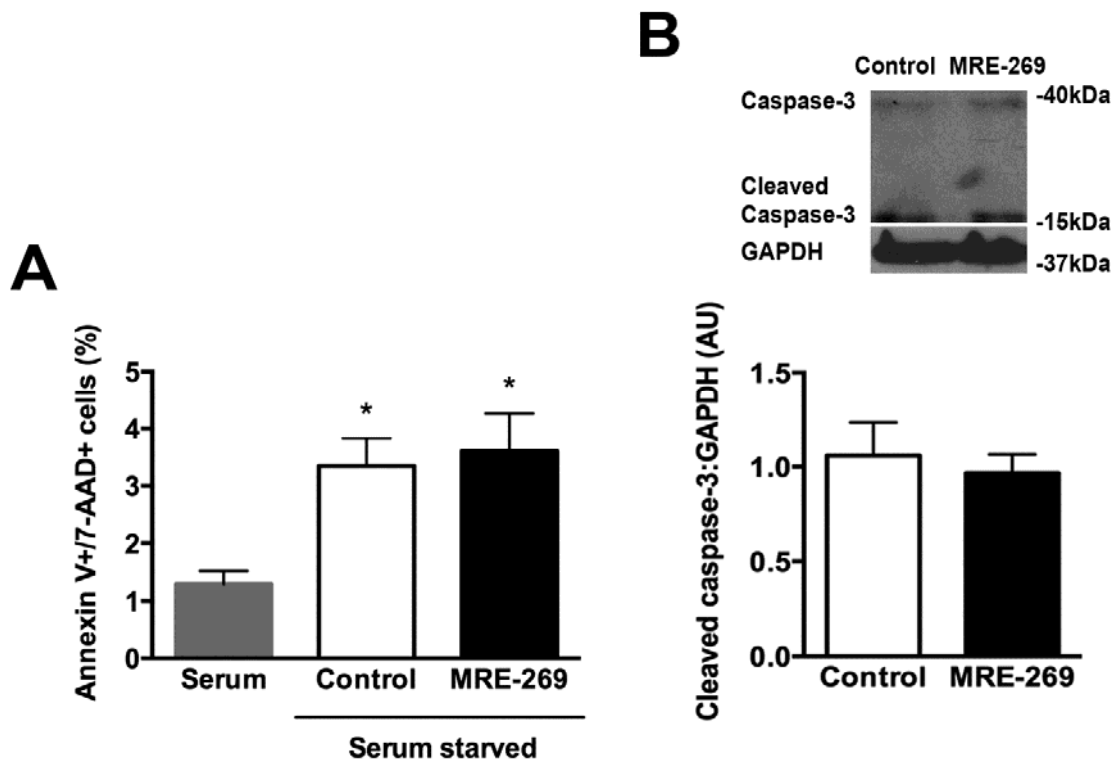 B
Control MRE-269
Caspase-3
-40kDa
Cleaved
Caspase-3
-15kDa
GAPDH
-37kDa
A
Annexin V+/7-AAD+ cells (%)
5
4
3
2
1
0
*
*
Serum
Control
MRE-269
Serum starved
Cleaved caspase-3:GAPDH (AU)
1.5
1.0
0.5
0.0
Control
MRE-269